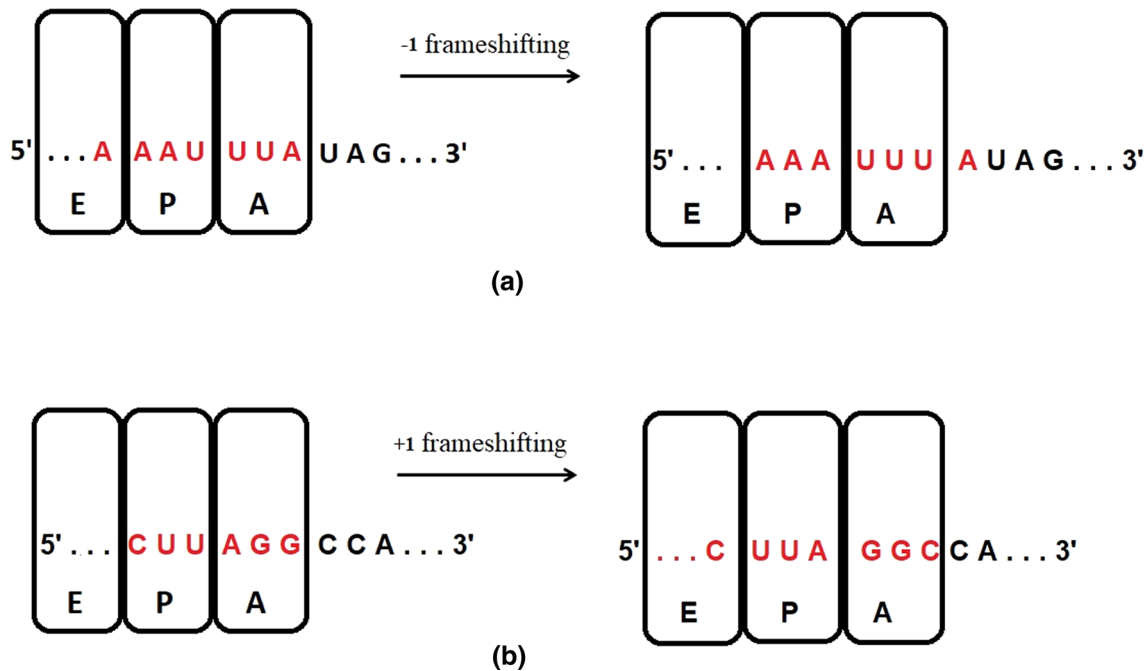 -1 frameshifting
5' ...A AAU UUA UAG...3'
E P A
5'... AAA UUU AUAG...3'
E P A
(a)
+1 frameshifting
5'... CUU AGG CCA...3'
E P A
5' ...C UUA GGC CA...3'
E P A
(b)